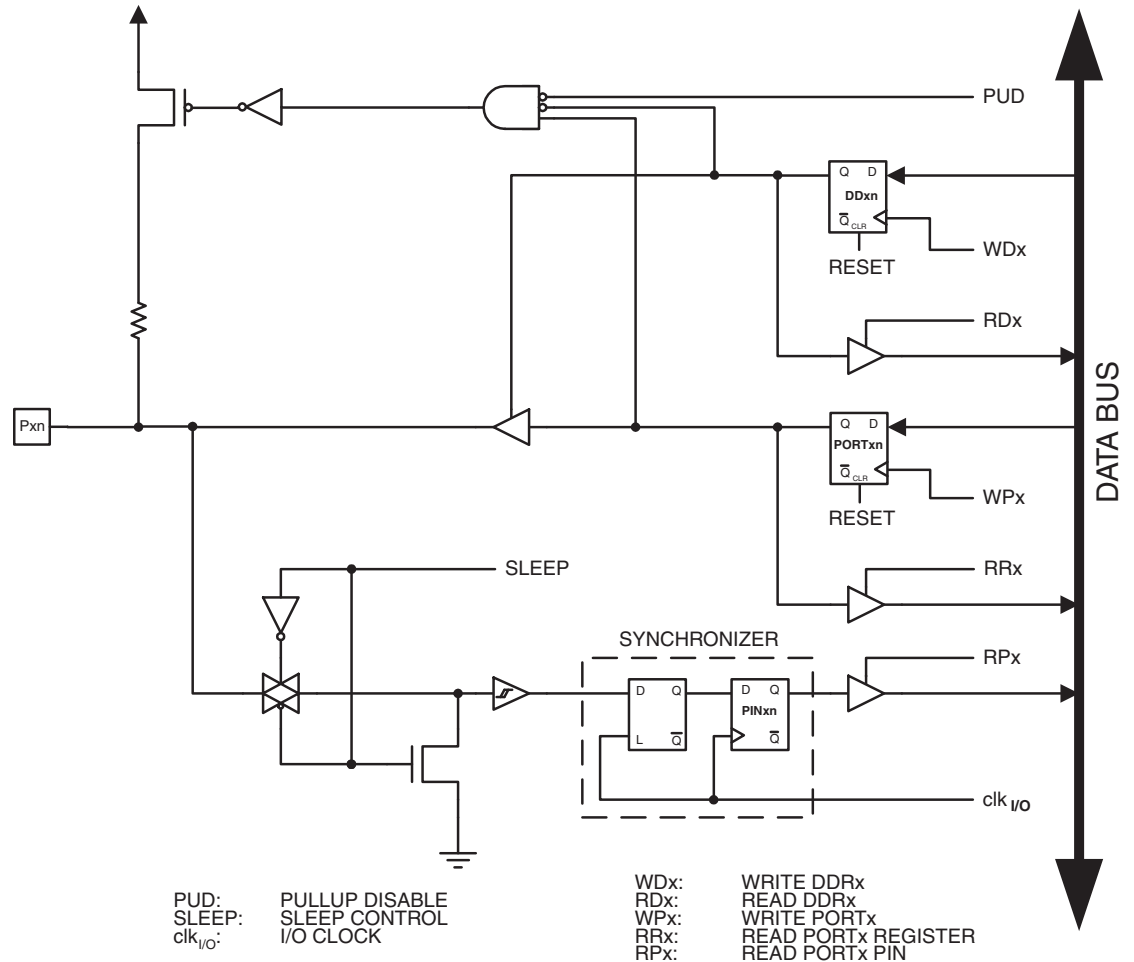 PUD
Q D
DDxn
Q CLR
WDx
RESET
RDx
DATA BUS
Pxn
Q D
PORTxn
Q CLR
WPx
RESET
SLEEP
RRx
SYNCHRONIZER
RPx
D Q
L Q
D Q
PINxn
Q
clk I/O
PUD: PULLUP DISABLE
SLEEP: SLEEP CONTROL
clkI/O: I/O CLOCK
WDx: WRITE DDRx
RDx: READ DDRx
WPx: WRITE PORTx
RRx: READ PORTx REGISTER
RPx: READ PORTx PIN